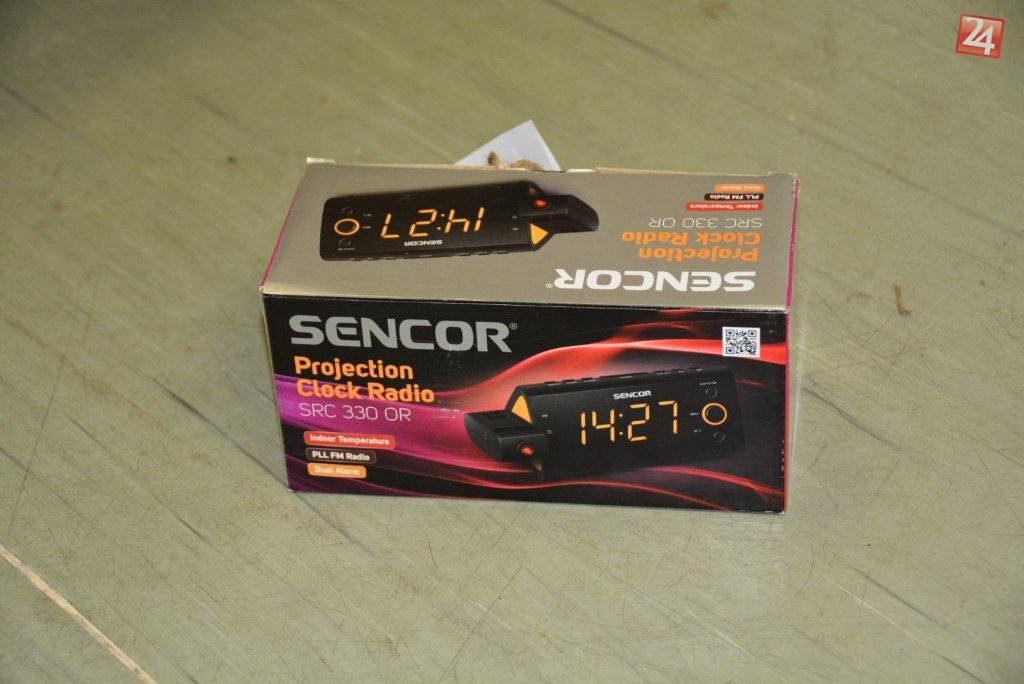 24
Dual Alarm
PLL FM Radio
Indoor Temperature
SRC 330 OR
Projection
Clock Radio
SENCOR®
SENCOR
14:27
SENCOR®
Projection
Clock Radio
SRC 330 OR
Indoor Temperature
PLL FM Radio
Dual Alarm
SENCOR
14:27